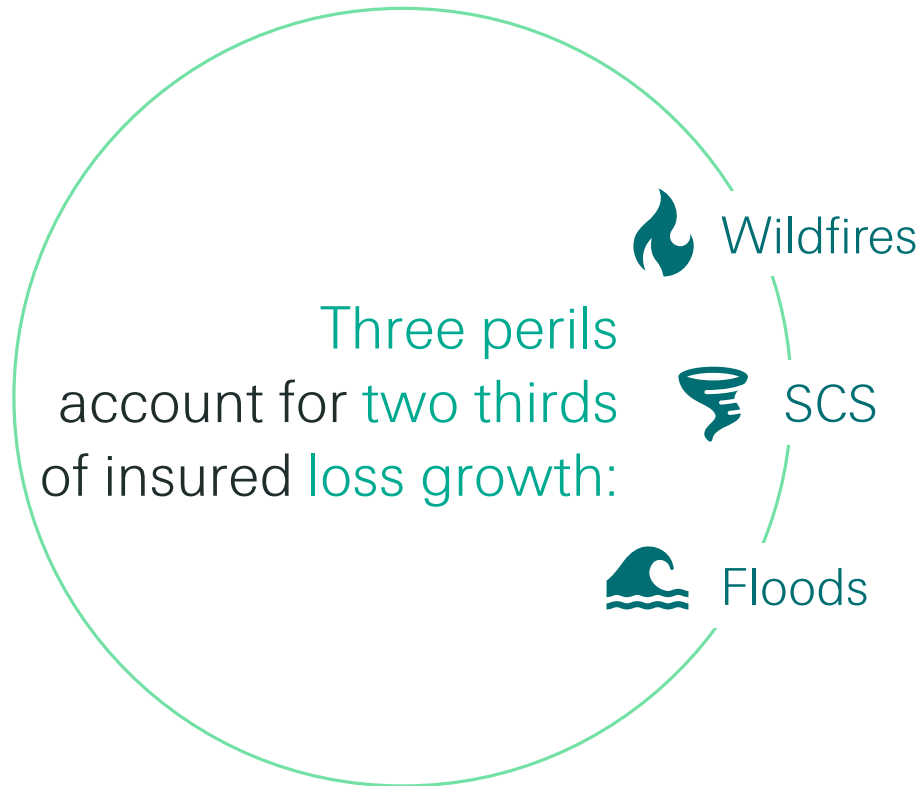 Wildfires
Three perils
account for two thirds
of insured loss growth:
SCS
Floods